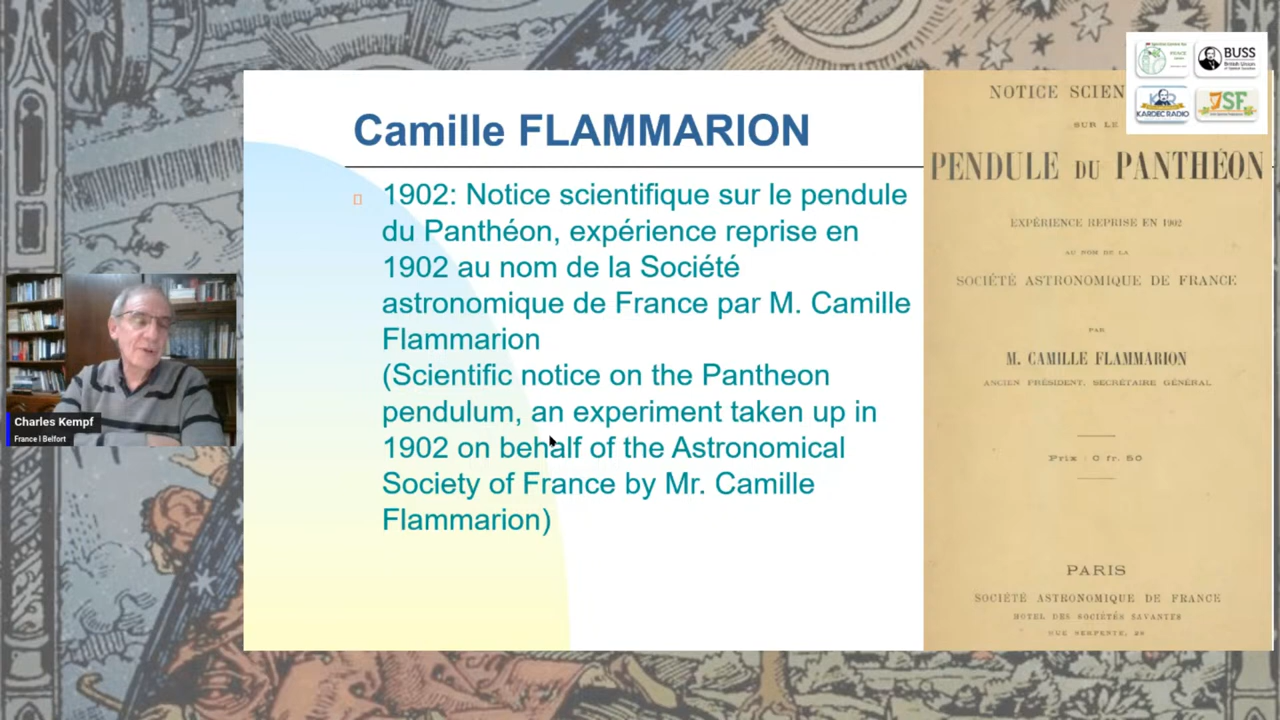 Camille FLAMMARION
1902: Notice scientifique sur le pendule
du Panthéon, expérience reprise en
1902 au nom de la Société
astronomique de France par M. Camille
Flammarion
(Scientific notice on the Pantheon
pendulum, an experiment taken up in
1902 on behalf of the Astronomical
Society of France by Mr. Camille
Flammarion)
NOTICE SCIEN
SUR LE
PENDULE DU PANTHÉON
EXPÉRIENCE REPRISE EN 1902
AU NOM DE LA
SOCIÉTÉ ASTRONOMIQUE DE FRANCE
PAR
M. CAMILLE FLAMMARION
ANCIEN PRÉSIDENT, SECRÉTAIRE GÉNÉRAL
Prix : 0 fr. 50
PARIS
SOCIÉTÉ ASTRONOMIQUE DE FRANCE
HOTEL DES SOCIÉTÉS SAVANTES
RUE SERPENTE, 28
BUSS
KARDEC RADIO
SF
Charles Kempf
France | Belfort